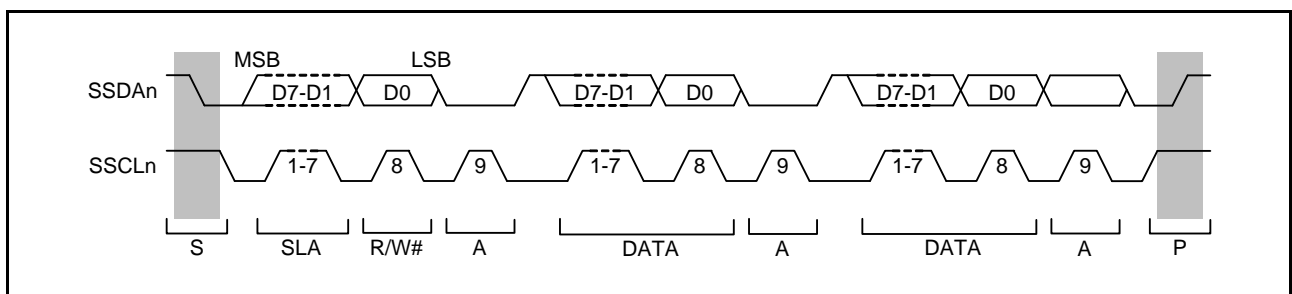 MSB LSB
SSDAn D7-D1 D0 D7-D1 D0 D7-D1 D0
SSCLn 1-7 8 9 1-7 8 9 1-7 8 9
S SLA R/W# A DATA A DATA A P